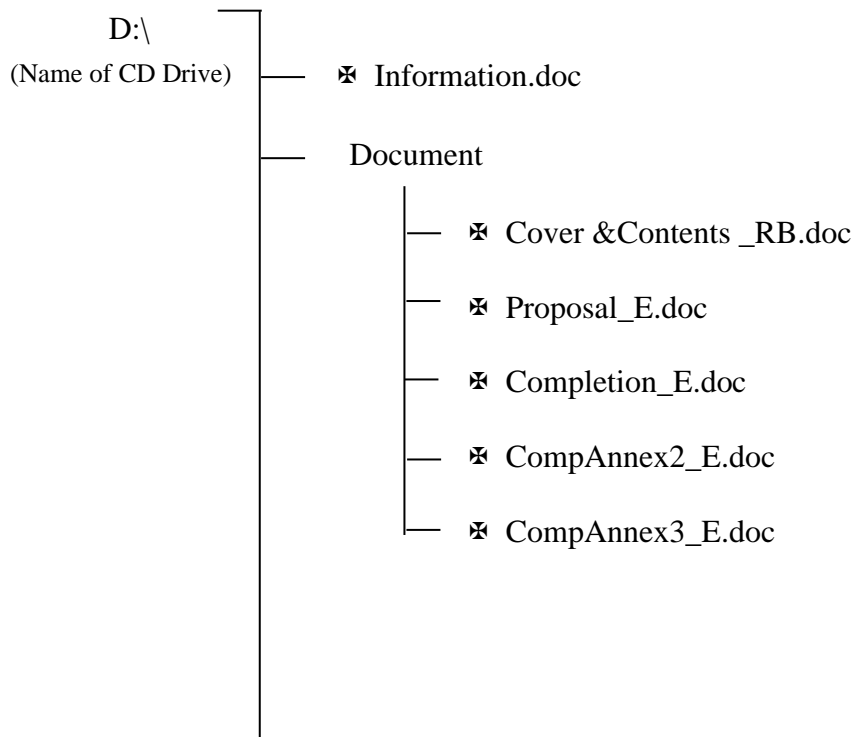 D:\
(Name of CD Drive)
✠ Information.doc
Document
✠ Cover &Contents _RB.doc
✠ Proposal_E.doc
✠ Completion_E.doc
✠ CompAnnex2_E.doc
✠ CompAnnex3_E.doc